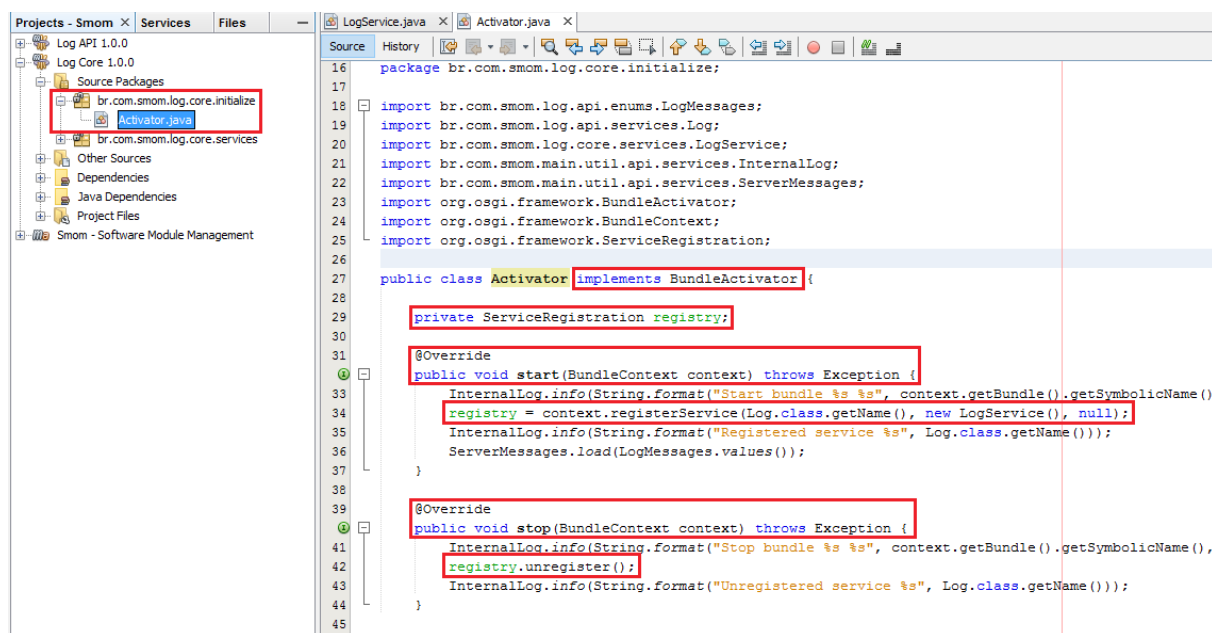 Projects - Smom × Services Files
Log API 1.0.0
Log Core 1.0.0
Source Packages
br.com.smom.log.core.initialize
Activator.java
br.com.smom.log.core.services
Other Sources
Dependencies
Java Dependencies
Project Files
Smom - Software Module Management
LogService.java × Activator.java ×
Source History
16 package br.com.smom.log.core.initialize;
17
18 import br.com.smom.log.api.enums.LogMessages;
19 import br.com.smom.log.api.services.Log;
20 import br.com.smom.log.core.services.LogService;
21 import br.com.smom.main.util.api.services.InternalLog;
22 import br.com.smom.main.util.api.services.ServerMessages;
23 import org.osgi.framework.BundleActivator;
24 import org.osgi.framework.BundleContext;
25 import org.osgi.framework.ServiceRegistration;
26
27 public class Activator implements BundleActivator {
28
29 private ServiceRegistration registry;
30
31 @Override
public void start(BundleContext context) throws Exception {
33 InternalLog.info(String.format("Start bundle %s %s", context.getBundle().getSymbolicName()
34 registry = context.registerService(Log.class.getName(), new LogService(), null);
35 InternalLog.info(String.format("Registered service %s", Log.class.getName()));
36 ServerMessages.load(LogMessages.values());
37 }
38
39 @Override
public void stop(BundleContext context) throws Exception {
41 InternalLog.info(String.format("Stop bundle %s %s", context.getBundle().getSymbolicName(),
42 registry.unregister();
43 InternalLog.info(String.format("Unregistered service %s", Log.class.getName()));
44 }
45